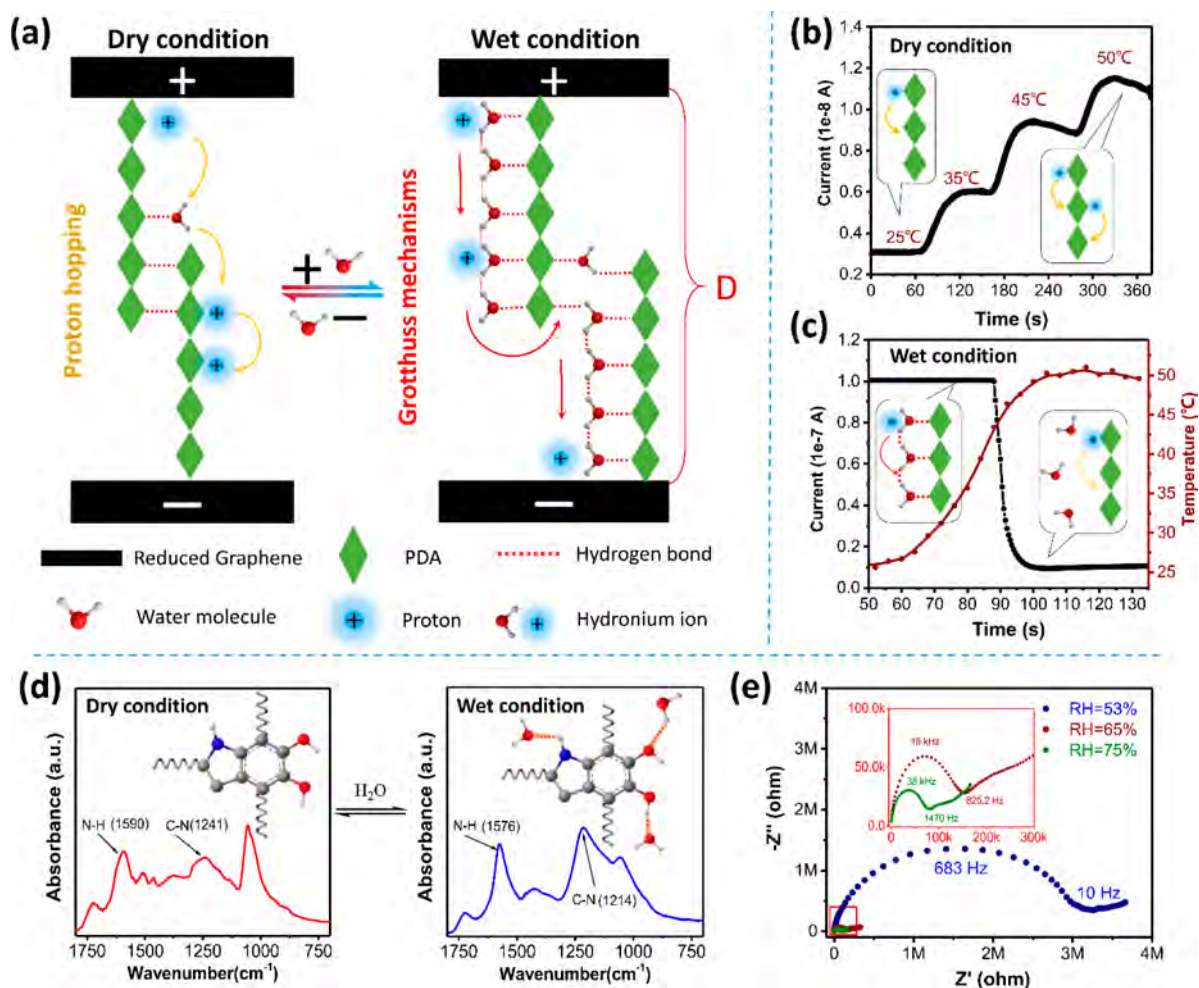 (a)
Dry condition
Wet condition
+
+
Proton hopping
+
−
Grotthuss mechanisms
D
−
−
Reduced Graphene
PDA
Hydrogen bond
Water molecule
Proton
Hydronium ion
(b)
Dry condition
25℃
35℃
45℃
50℃
Current (1e-8 A)
1.4
1.2
1.0
0.8
0.6
0.4
0.2
0 60 120 180 240 300 360
Time (s)
(c)
Wet condition
Current (1e-7 A)
1.0
0.8
0.6
0.4
0.2
0.0
50
45
40
35
30
25
Temperature (℃)
50 60 70 80 90 100 110 120 130
Time (s)
(d)
Dry condition
N-H (1590)
C-N(1241)
Absorbance (a.u.)
1750 1500 1250 1000 750
Wavenumber(cm⁻¹)
H₂O
Wet condition
N-H (1576)
C-N (1214)
Absorbance (a.u.)
1750 1500 1250 1000 750
Wavenumber(cm⁻¹)
(e)
RH=53%
RH=65%
RH=75%
-Z'' (ohm)
4M
3M
2M
1M
0
100.0k
50.0k
0.0
38 kHz
825.2 Hz
1470 Hz
0 100k 200k 300k
683 Hz
10 Hz
0 1M 2M 3M 4M
Z' (ohm)